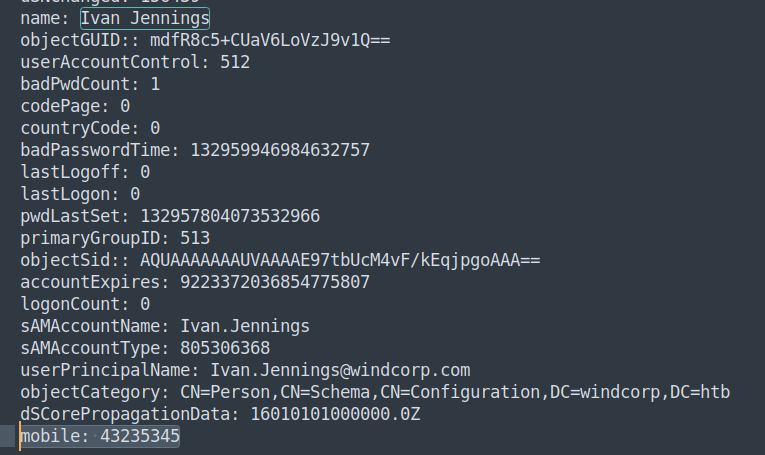 name: Ivan Jennings
objectGUID:: mdfR8c5+CUaV6LoVzJ9v1Q==
userAccountControl: 512
badPwdCount: 1
codePage: 0
countryCode: 0
badPasswordTime: 132959946984632757
lastLogoff: 0
lastLogon: 0
pwdLastSet: 132957804073532966
primaryGroupID: 513
objectSid:: AQUAAAAAAAUVAAAAE97tbUcM4vF/kEqjpgoAAA==
accountExpires: 9223372036854775807
logonCount: 0
sAMAccountName: Ivan.Jennings
sAMAccountType: 805306368
userPrincipalName: Ivan.Jennings@windcorp.com
objectCategory: CN=Person,CN=Schema,CN=Configuration,DC=windcorp,DC=htb
dSCorePropagationData: 16010101000000.0Z
mobile: 43235345